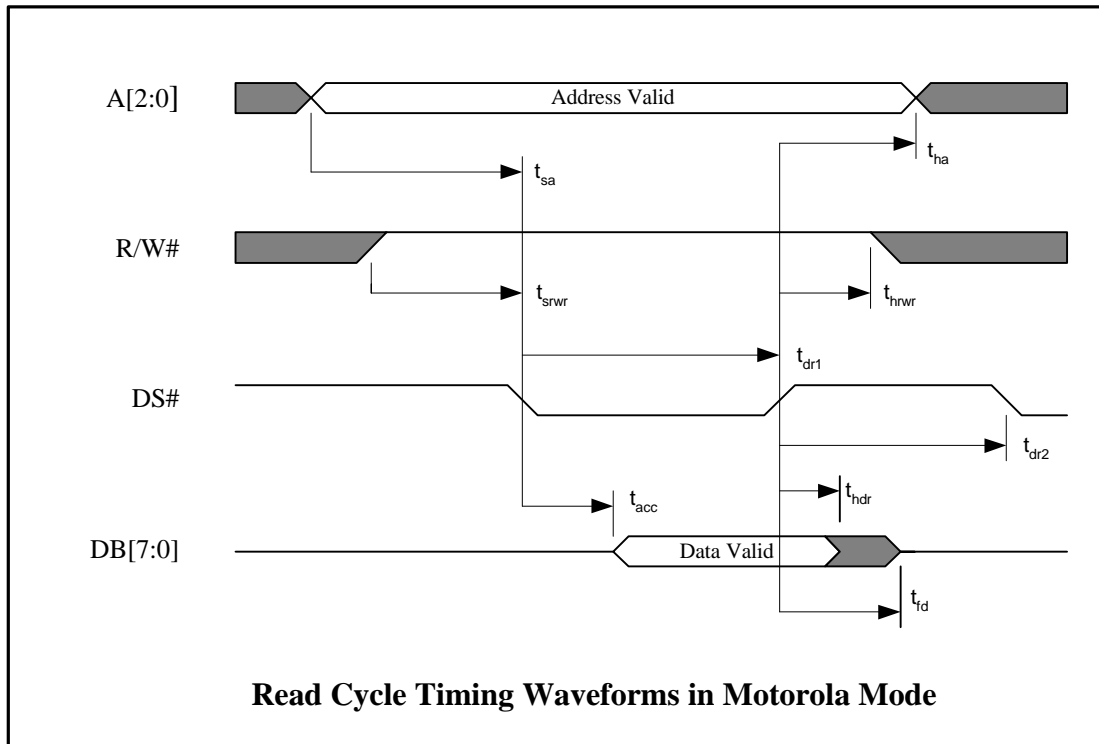 A[2:0]
Address Valid
t_ha
t_sa
R/W#
t_srwr
t_hrwr
t_dr1
DS#
t_dr2
t_hdr
t_acc
DB[7:0]
Data Valid
t_fd
Read Cycle Timing Waveforms in Motorola Mode